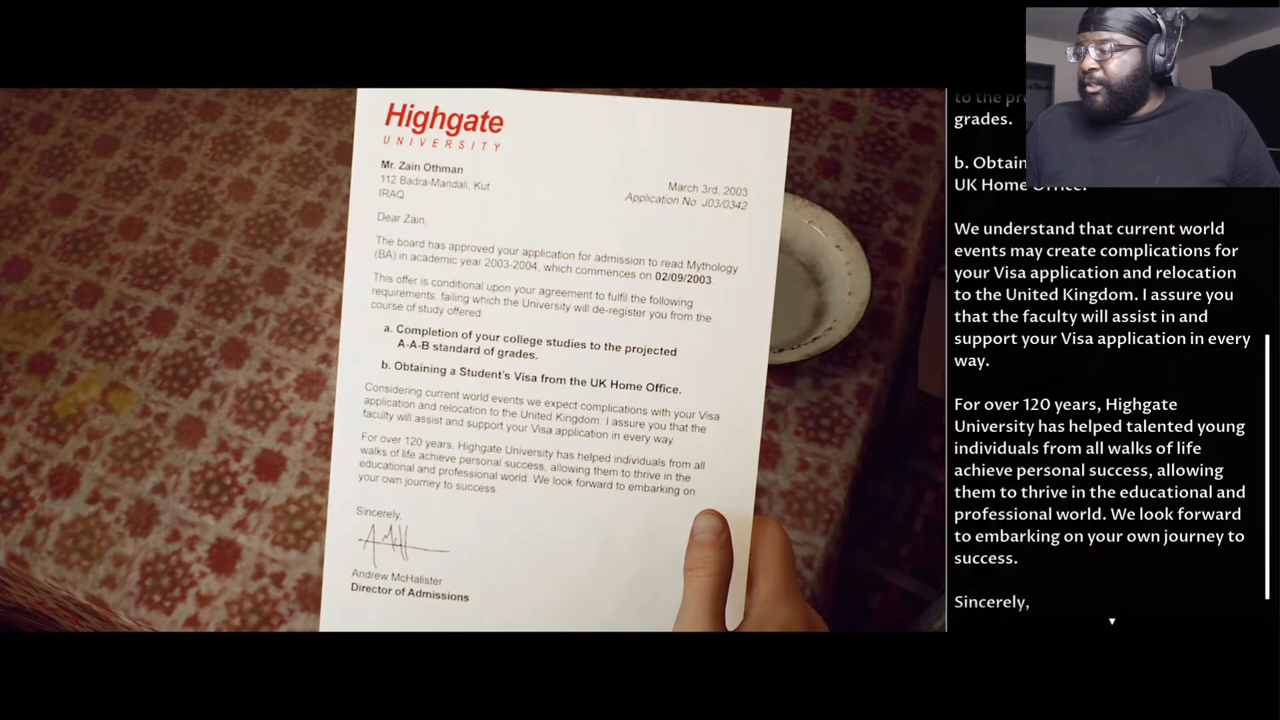 Highgate
UNIVERSITY
Mr. Zain Othman
112 Badra-Mandali, Kut
IRAQ
March 3rd, 2003
Application No. J03/0342
Dear Zain,
The board has approved your application for admission to read Mythology
(BA) in academic year 2003-2004, which commences on 02/09/2003.
This offer is conditional upon your agreement to fulfil the following
requirements, failing which the University will de-register you from the
course of study offered:
a. Completion of your college studies to the projected
A-A-B standard of grades.
b. Obtaining a Student's Visa from the UK Home Office.
Considering current world events we expect complications with your Visa
application and relocation to the United Kingdom. I assure you that the
faculty will assist and support your Visa application in every way.
For over 120 years, Highgate University has helped individuals from all
walks of life achieve personal success, allowing them to thrive in the
educational and professional world. We look forward to embarking on
your own journey to success.
Sincerely,
Andrew McHalister
Director of Admissions
to the
grades.
b. Obtain
UK Home Office.
We understand that current world
events may create complications for
your Visa application and relocation
to the United Kingdom. I assure you
that the faculty will assist in and
support your Visa application in every
way.
For over 120 years, Highgate
University has helped talented young
individuals from all walks of life
achieve personal success, allowing
them to thrive in the educational and
professional world. We look forward
to embarking on your own journey to
success.
Sincerely,